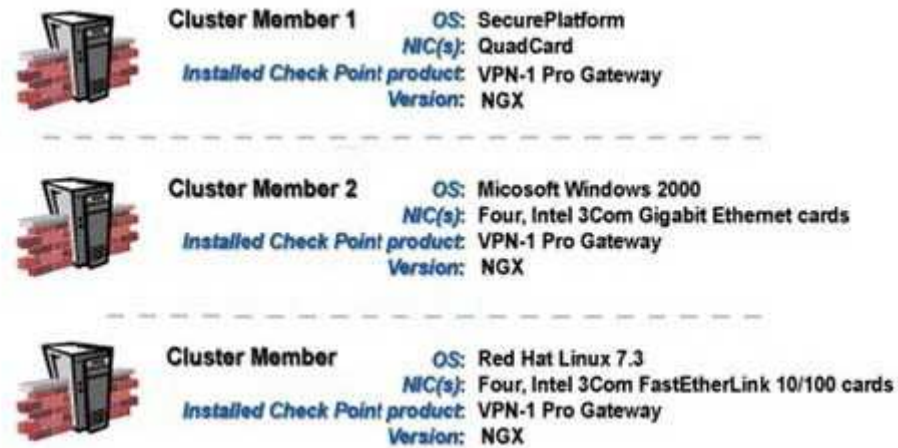 Cluster Member 1 OS: SecurePlatform
NIC(s): QuadCard
Installed Check Point product: VPN-1 Pro Gateway
Version: NGX
Cluster Member 2 OS: Micosoft Windows 2000
NIC(s): Four, Intel 3Com Gigabit Ethernet cards
Installed Check Point product: VPN-1 Pro Gateway
Version: NGX
Cluster Member OS: Red Hat Linux 7.3
NIC(s): Four, Intel 3Com FastEtherLink 10/100 cards
Installed Check Point product: VPN-1 Pro Gateway
Version: NGX